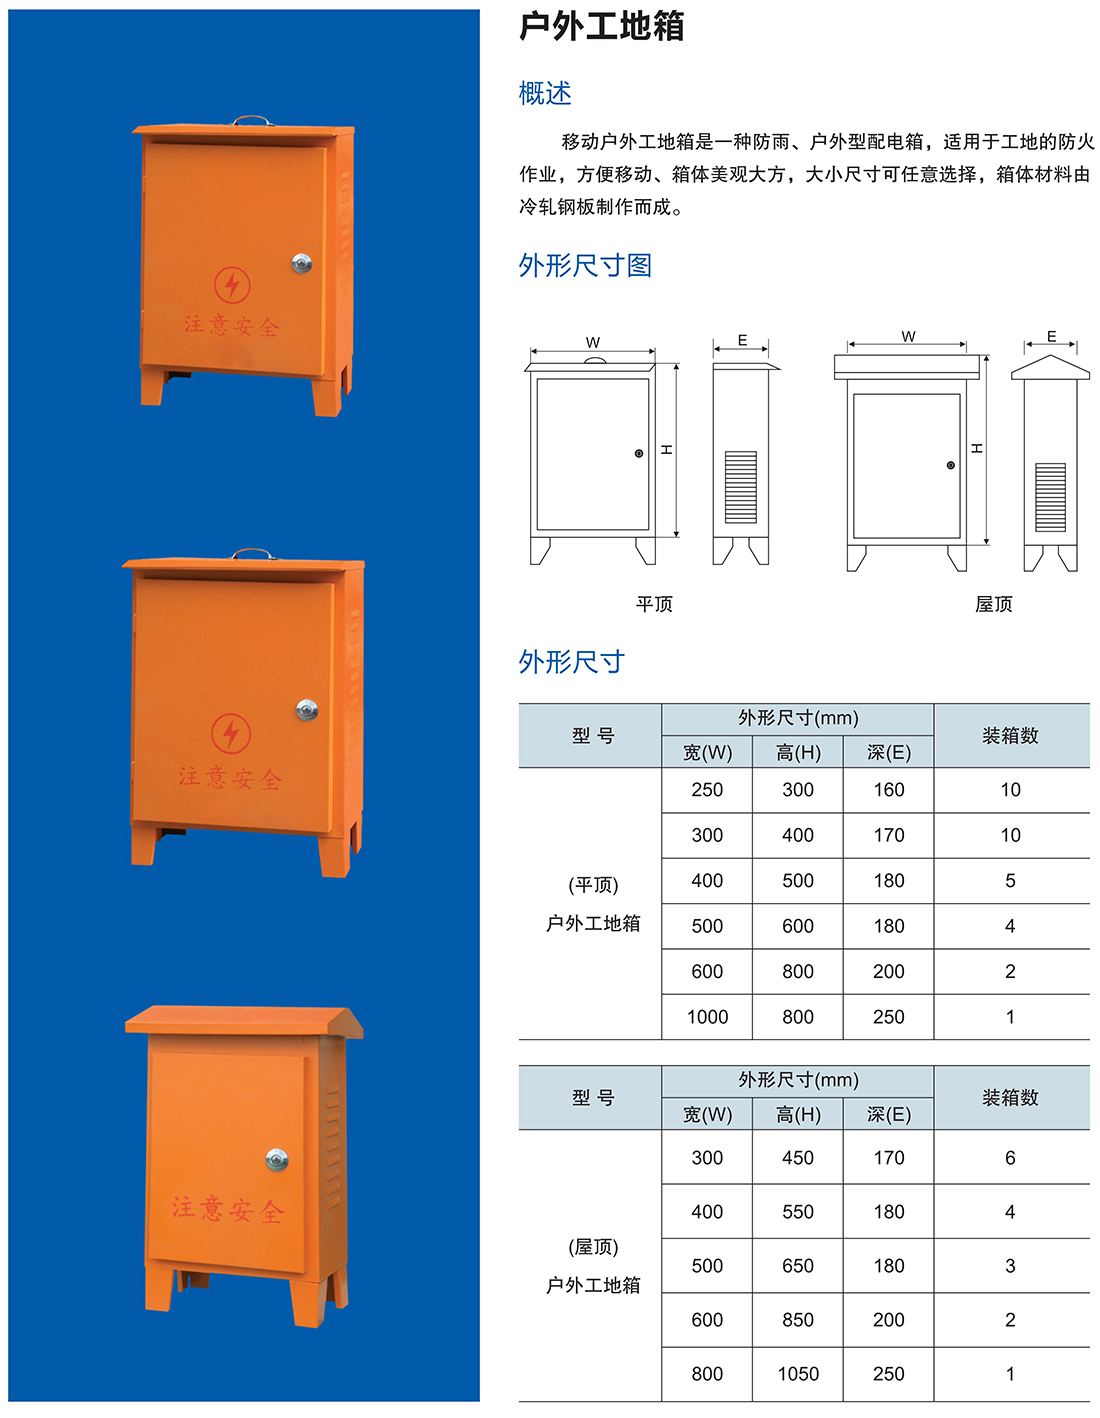 户外工地箱
概述
移动户外工地箱是一种防雨、户外型配电箱，适用于工地的防火
作业，方便移动、箱体美观大方，大小尺寸可任意选择，箱体材料由
冷轧钢板制作而成。
外形尺寸图
W
H
E
W
H
E
平顶
屋顶
外形尺寸
型 号 外形尺寸(mm) 装箱数
宽(W) 高(H) 深(E)
250 300 160 10
300 400 170 10
400 500 180 5
(平顶)
户外工地箱
500 600 180 4
600 800 200 2
1000 800 250 1
型 号 外形尺寸(mm) 装箱数
宽(W) 高(H) 深(E)
300 450 170 6
400 550 180 4
(屋顶)
户外工地箱
500 650 180 3
600 850 200 2
800 1050 250 1
注意安全
注意安全
注意安全